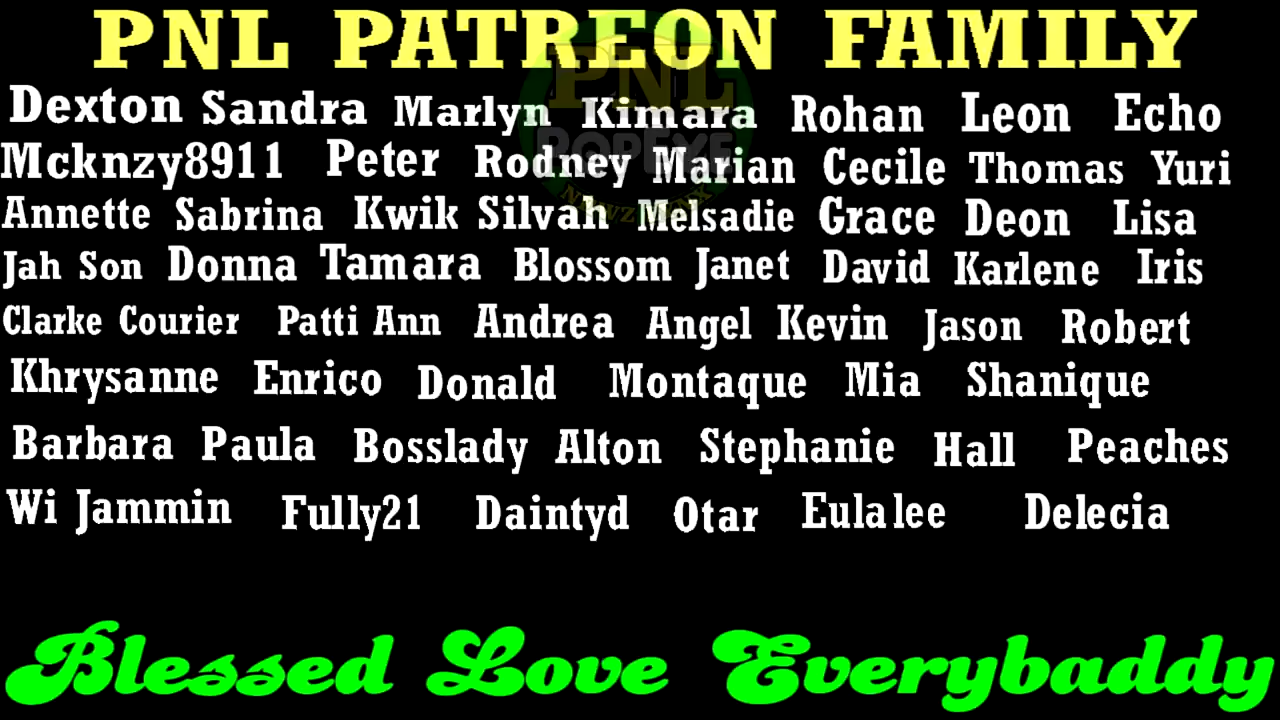 PNL PATREON FAMILY
Dexton Sandra Marlyn Kimara Rohan Leon Echo
Mcknzy8911 Peter Rodney Marian Cecile Thomas Yuri
Annette Sabrina Kwik Silvah Melsadie Grace Deon Lisa
Jah Son Donna Tamara Blossom Janet David Karlene Iris
Clarke Courier Patti Ann Andrea Angel Kevin Jason Robert
Khrysanne Enrico Donald Montaque Mia Shanique
Barbara Paula Bosslady Alton Stephanie Hall Peaches
Wi Jammin Fully21 Daintyd Otar Eulalee Delecia
Blessed Love Everybaddy
PNL
POPEYE